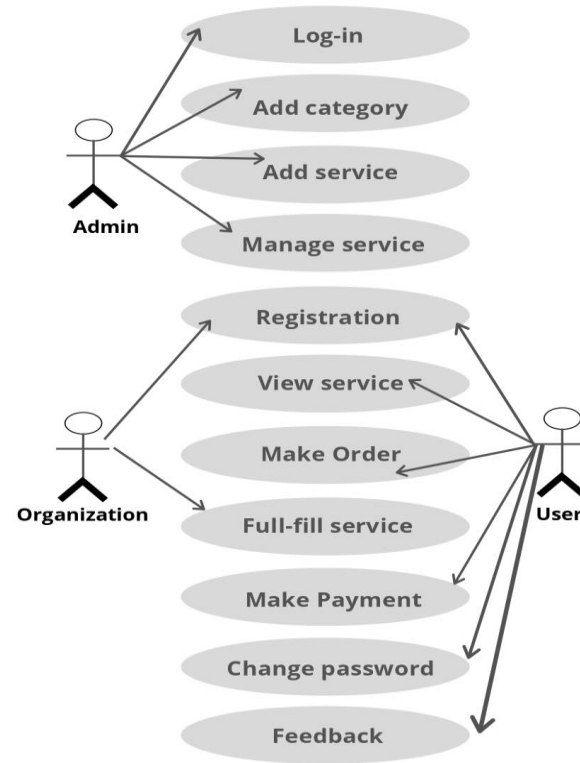 Log-in
Add category
Add service
Admin
Manage service
Registration
View service
Make Order
Organization
User
Full-fill service
Make Payment
Change password
Feedback